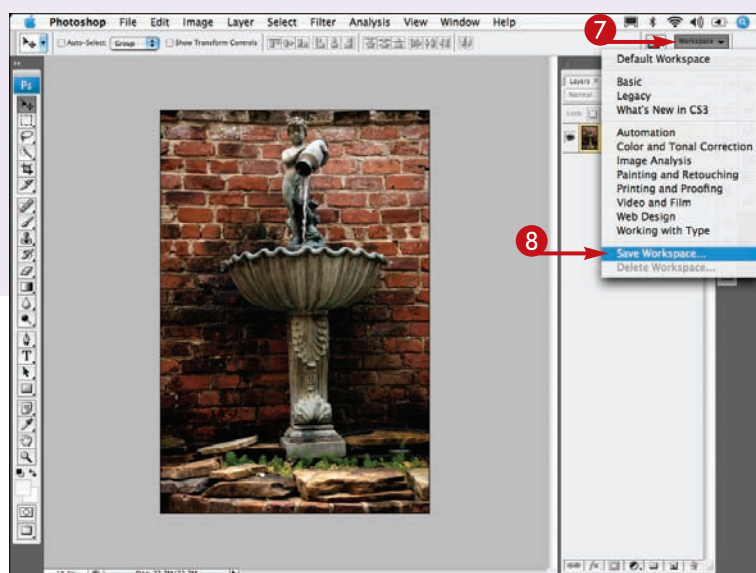 Photoshop File Edit Image Layer Select Filter Analysis View Window Help
Auto-Select: Group Show Transform Controls
7
Workspace
Ps
Default Workspace
Basic
Legacy
What's New in CS3
Automation
Color and Tonal Correction
Image Analysis
Painting and Retouching
Printing and Proofing
Video and Film
Web Design
Working with Type
8
Save Workspace...
Delete Workspace...
Layers ×
Normal
Lock:
T
fx